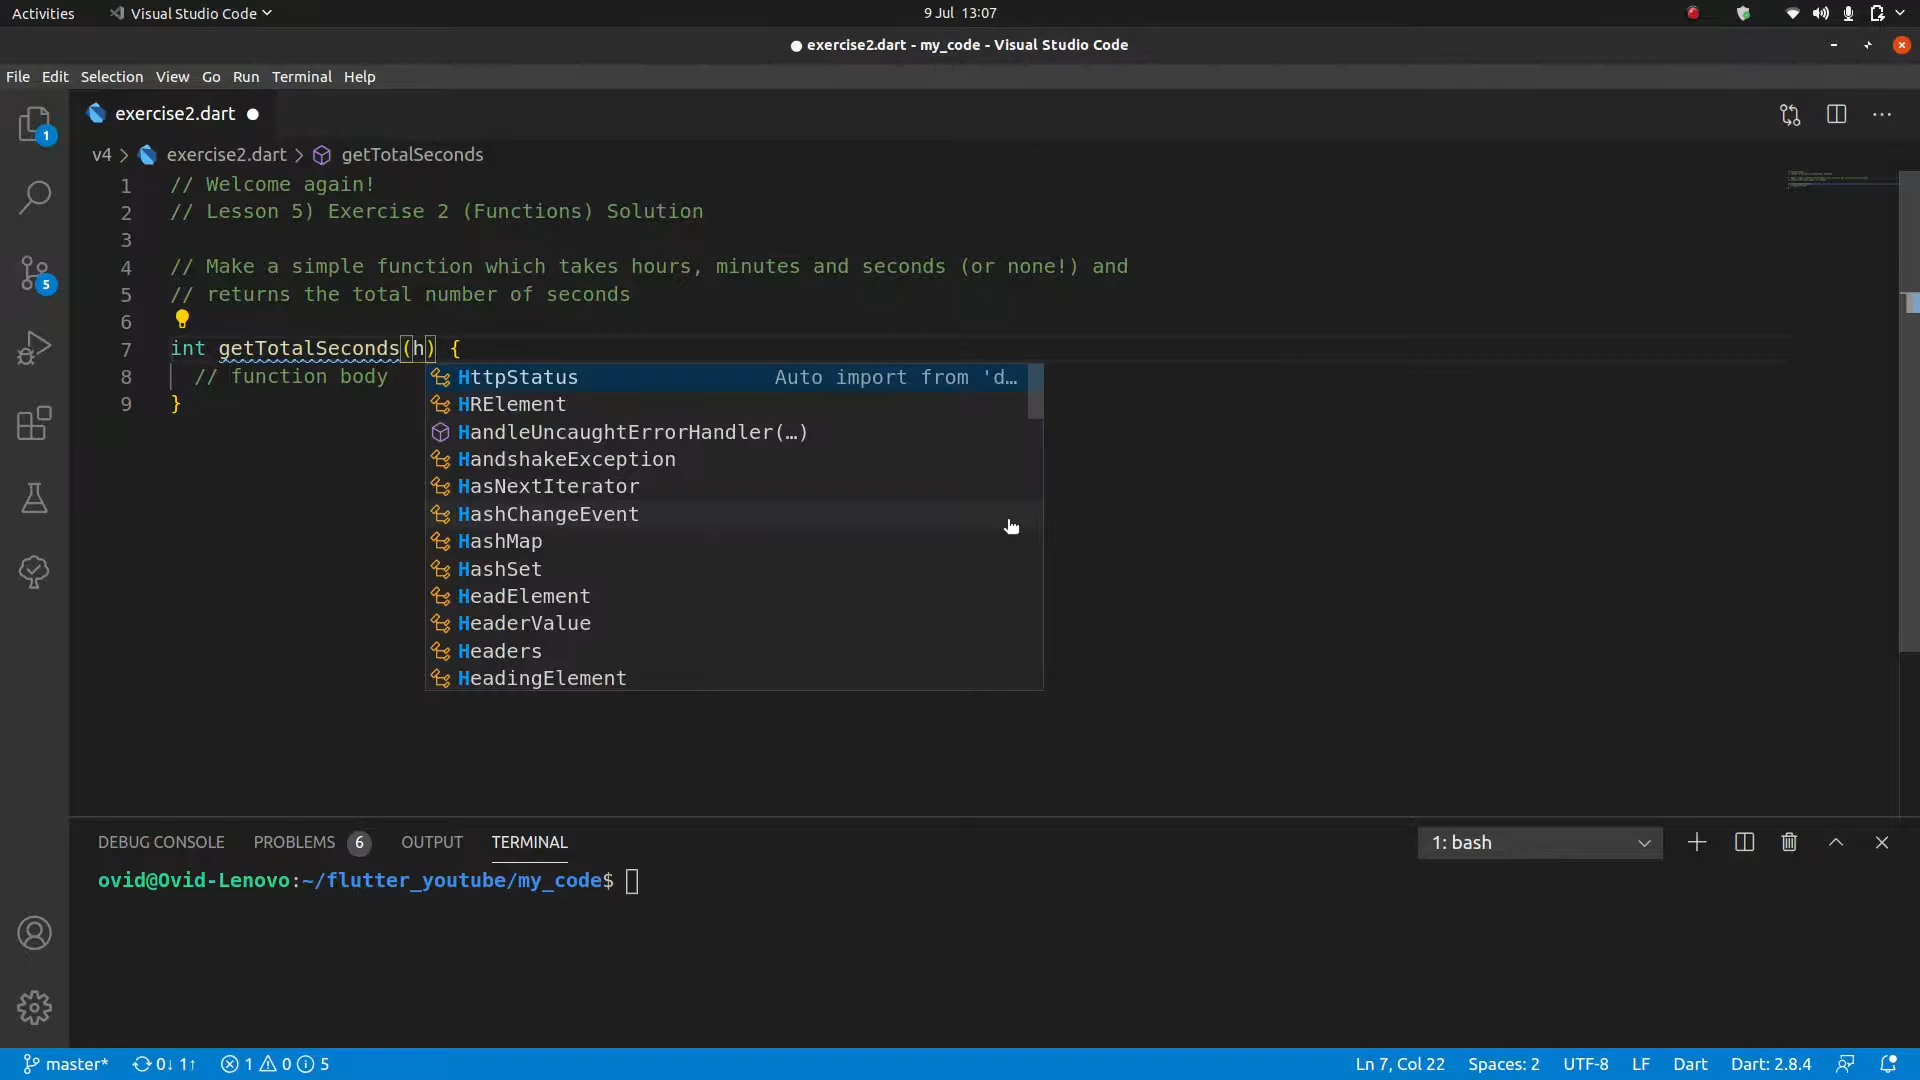 Activities Visual Studio Code 9 Jul 13:07
● exercise2.dart - my_code - Visual Studio Code
File Edit Selection View Go Run Terminal Help
exercise2.dart ●
v4 > exercise2.dart > getTotalSeconds
1 // Welcome again!
2 // Lesson 5) Exercise 2 (Functions) Solution
3
4 // Make a simple function which takes hours, minutes and seconds (or none!) and
5 // returns the total number of seconds
6
7 int getTotalSeconds(h) {
8 // function body
9 }
HttpStatus Auto import from 'd…
HRElement
HandleUncaughtErrorHandler(…)
HandshakeException
HasNextIterator
HashChangeEvent
HashMap
HashSet
HeadElement
HeaderValue
Headers
HeadingElement
1
5
DEBUG CONSOLE PROBLEMS 6 OUTPUT TERMINAL 1: bash
ovid@Ovid-Lenovo:~/flutter_youtube/my_code$
master* 0↓ 1↑ 1 0 5 Ln 7, Col 22 Spaces: 2 UTF-8 LF Dart Dart: 2.8.4